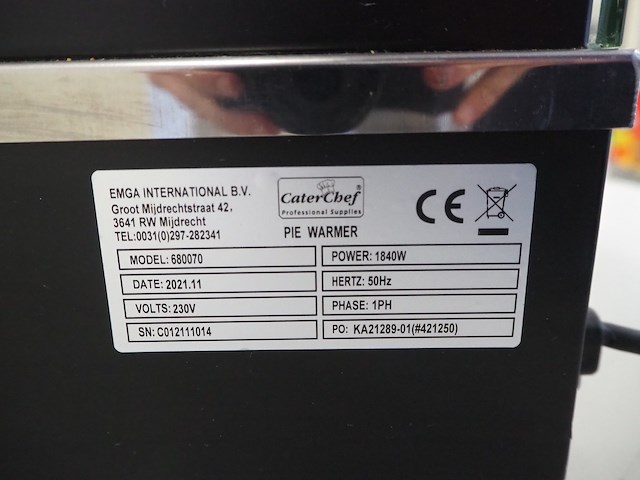 EMGA INTERNATIONAL B.V.
Groot Mijdrechtstraat 42,
3641 RW Mijdrecht
TEL:0031(0)297-282341
CaterChef®
Professional Supplies
PIE WARMER
CE
MODEL: 680070
POWER: 1840W
DATE: 2021.11
HERTZ: 50Hz
VOLTS: 230V
PHASE: 1PH
SN: C012111014
PO: KA21289-01(#421250)